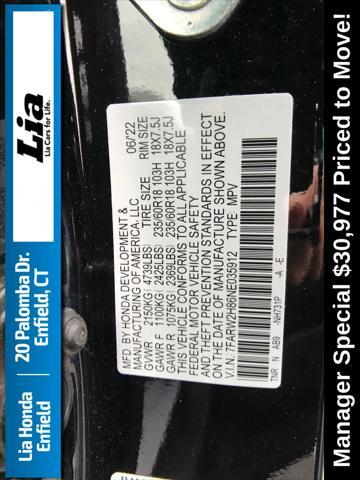 Lia Honda
Enfield
20 Palomba Dr.
Enfield, CT
Lia
Lia Cars for Life.
MFD. BY HONDA DEVELOPMENT &
MANUFACTURING OF AMERICA, LLC 06/22
GVWR 2150KG( 4739LBS) TIRE SIZE RIM SIZE
GAWR F 1100KG( 2425LBS) 235/60R18 103H 18X7.5J
GAWR R 1075KG( 2369LBS) 235/60R18 103H 18X7.5J
THIS VEHICLE CONFORMS TO ALL APPLICABLE
FEDERAL MOTOR VEHICLE SAFETY
AND THEFT PREVENTION STANDARDS IN EFFECT
ON THE DATE OF MANUFACTURE SHOWN ABOVE.
V.I.N: 7FARW2H86NE035912 TYPE: MPV
TNR N AB9 -NH731P -A -E
Manager Special $30,977 Priced to Move!